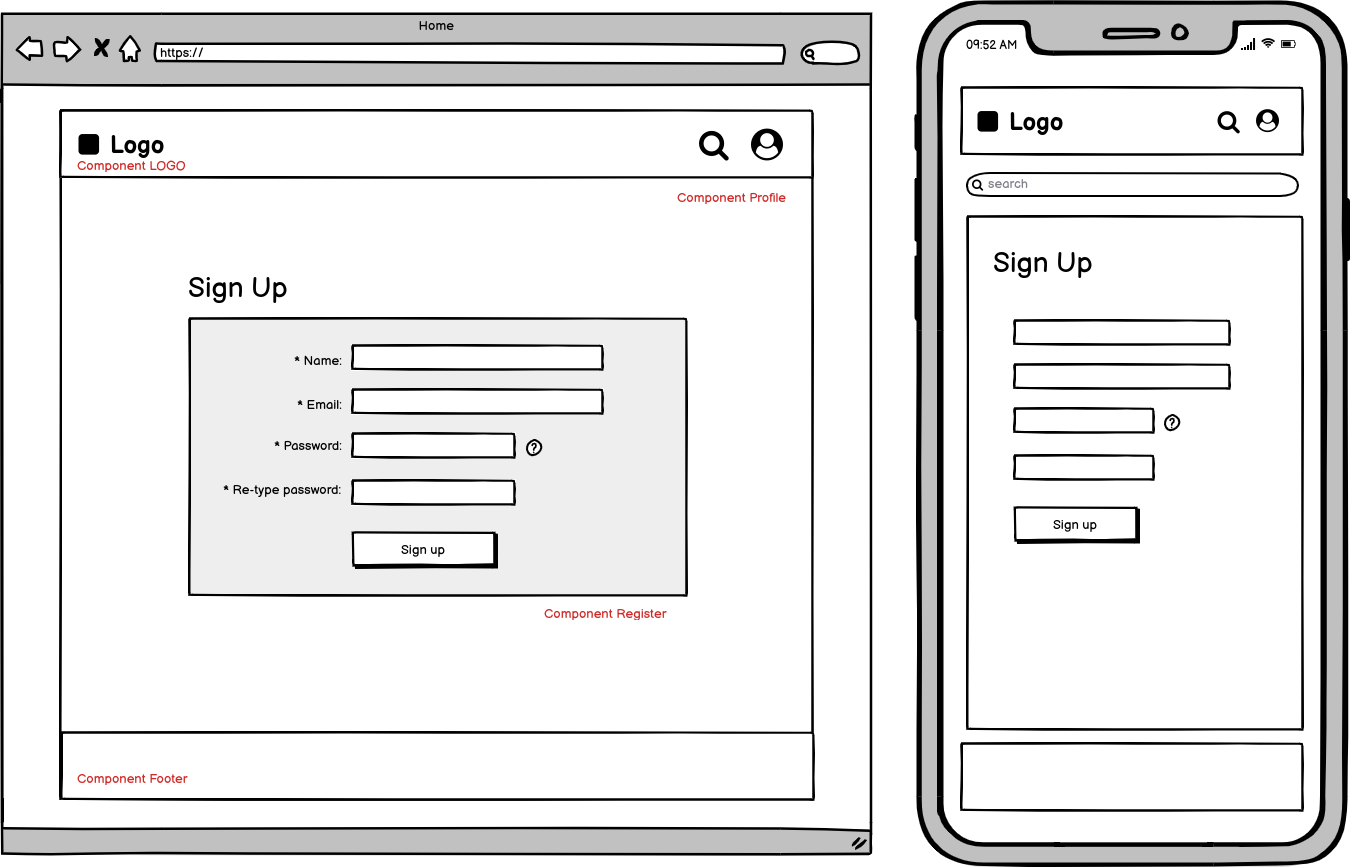 Home
https://
Logo
Component LOGO
Component Profile
Sign Up
* Name:
* Email:
* Password:
?
* Re-type password:
Sign up
Component Register
Component Footer
09:52 AM
Logo
search
Sign Up
?
Sign up